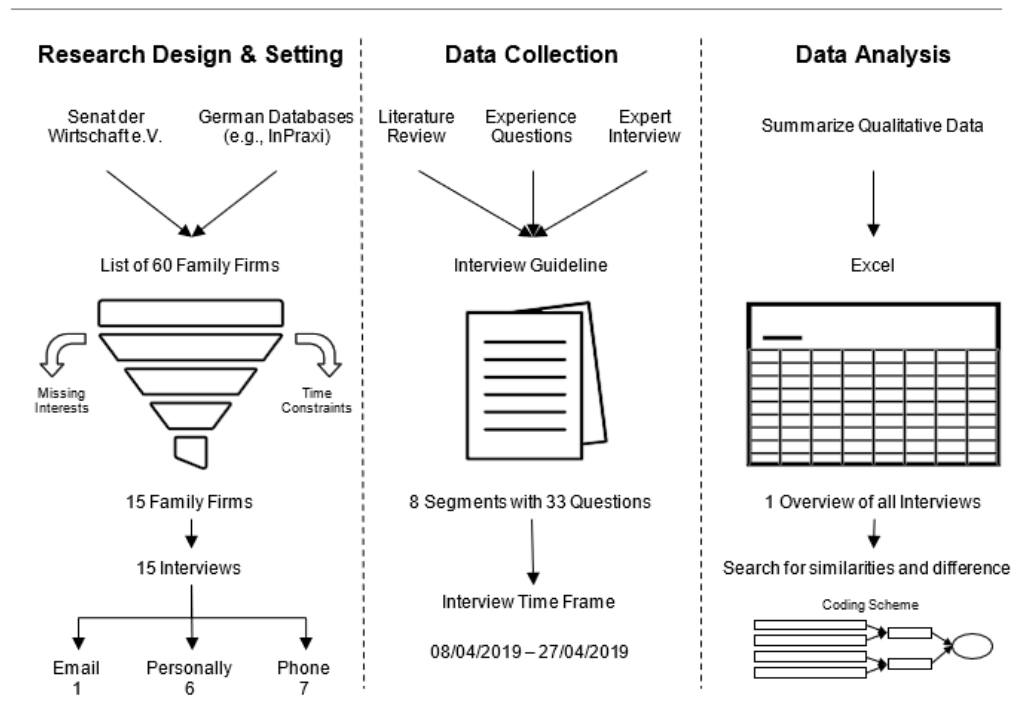 Research Design & Setting
Senat der
Wirtschaft e.V.
German Databases
(e.g., InPraxi)
List of 60 Family Firms
Missing
Interests
Time
Constraints
15 Family Firms
15 Interviews
Email
1
Personally
6
Phone
7
Data Collection
Literature
Review
Experience
Questions
Expert
Interview
Interview Guideline
8 Segments with 33 Questions
Interview Time Frame
08/04/2019 – 27/04/2019
Data Analysis
Summarize Qualitative Data
Excel
1 Overview of all Interviews
Search for similarities and difference
Coding Scheme